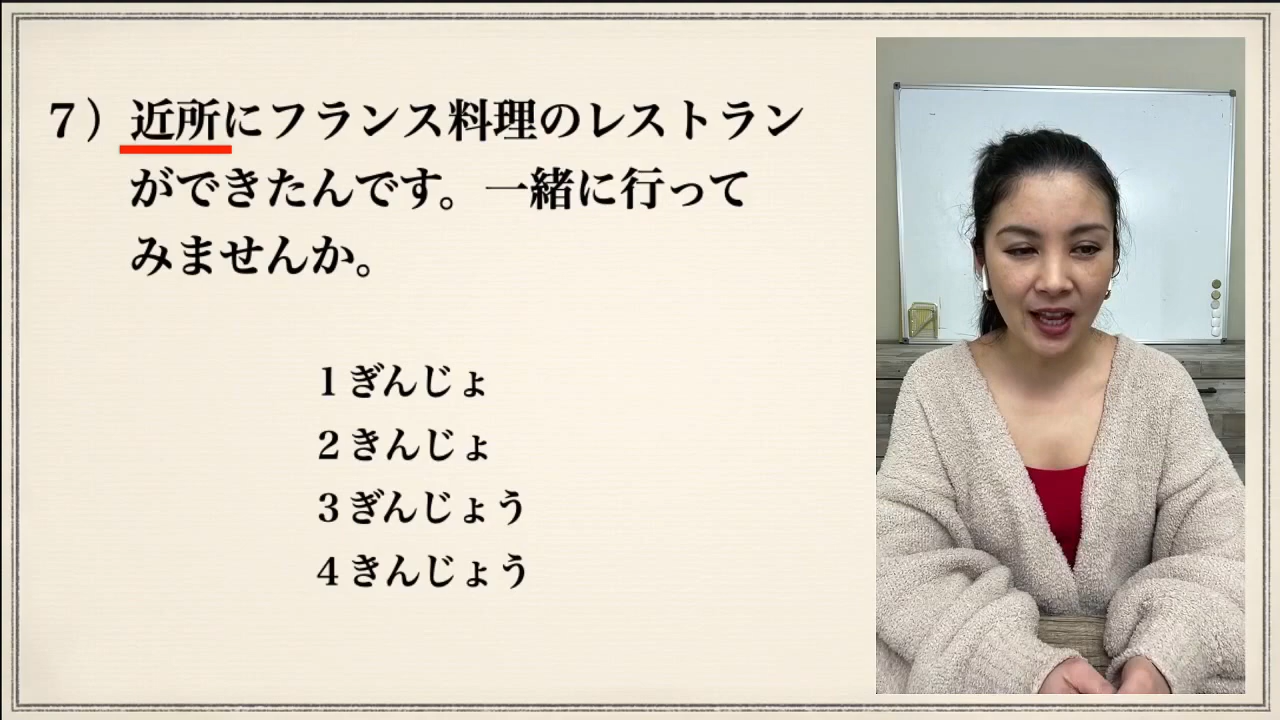 ７）近所にフランス料理のレストラン
ができたんです。一緒に行って
みませんか。
１ぎんじょ
２きんじょ
３ぎんじょう
４きんじょう